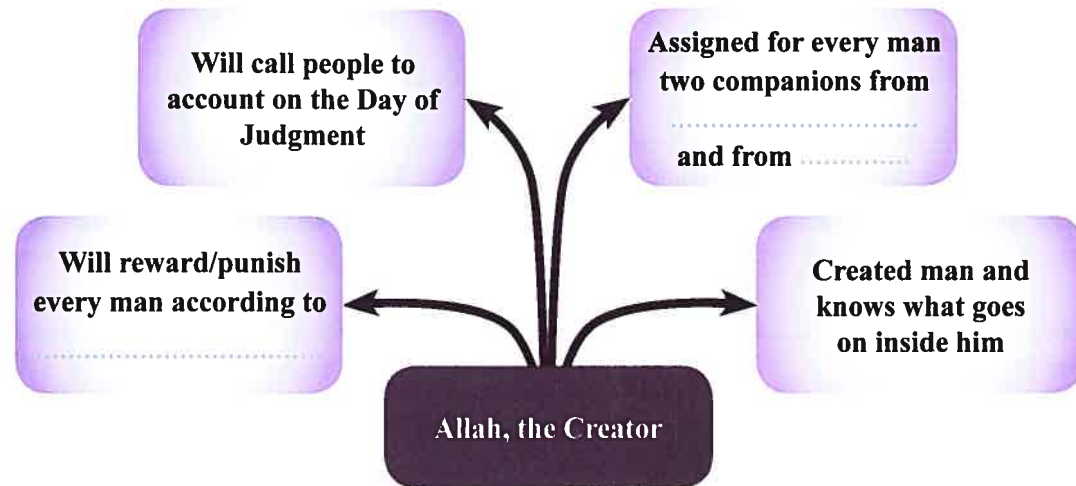 Will call people to
account on the Day of
Judgment
Assigned for every man
two companions from
................................
and from ..............
Will reward/punish
every man according to
......................................
Created man and
knows what goes
on inside him
Allah, the Creator